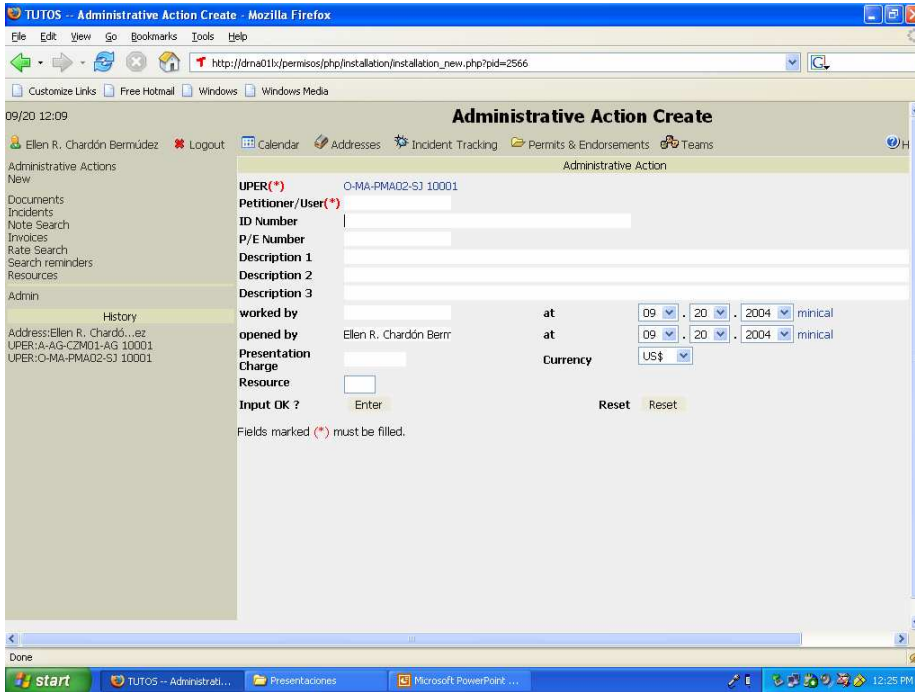 TUTOS -- Administrative Action Create - Mozilla Firefox
File Edit View Go Bookmarks Tools Help
http://drna01lx/permisos/php/installation/installation_new.php?pid=2566
Customize Links Free Hotmail Windows Windows Media
09/20 12:09 Administrative Action Create
Ellen R. Chardón Bermúdez Logout Calendar Addresses Incident Tracking Permits & Endorsements Teams H
Administrative Actions
New
Documents
Incidents
Note Search
Invoices
Rate Search
Search reminders
Resources
Admin
History
Address:Ellen R. Chardó...ez
UPER:A-AG-CZM01-AG 10001
UPER:O-MA-PMA02-SJ 10001
Administrative Action
UPER(*) O-MA-PMA02-SJ 10001
Petitioner/User(*)
ID Number
P/E Number
Description 1
Description 2
Description 3
worked by at 09 . 20 . 2004 minical
opened by Ellen R. Chardón Berm at 09 . 20 . 2004 minical
Presentation
Charge Currency US$
Resource
Input OK ? Enter Reset Reset
Fields marked (*) must be filled.
Done
start TUTOS -- Administrati... Presentaciones Microsoft PowerPoint ... 12:25 PM